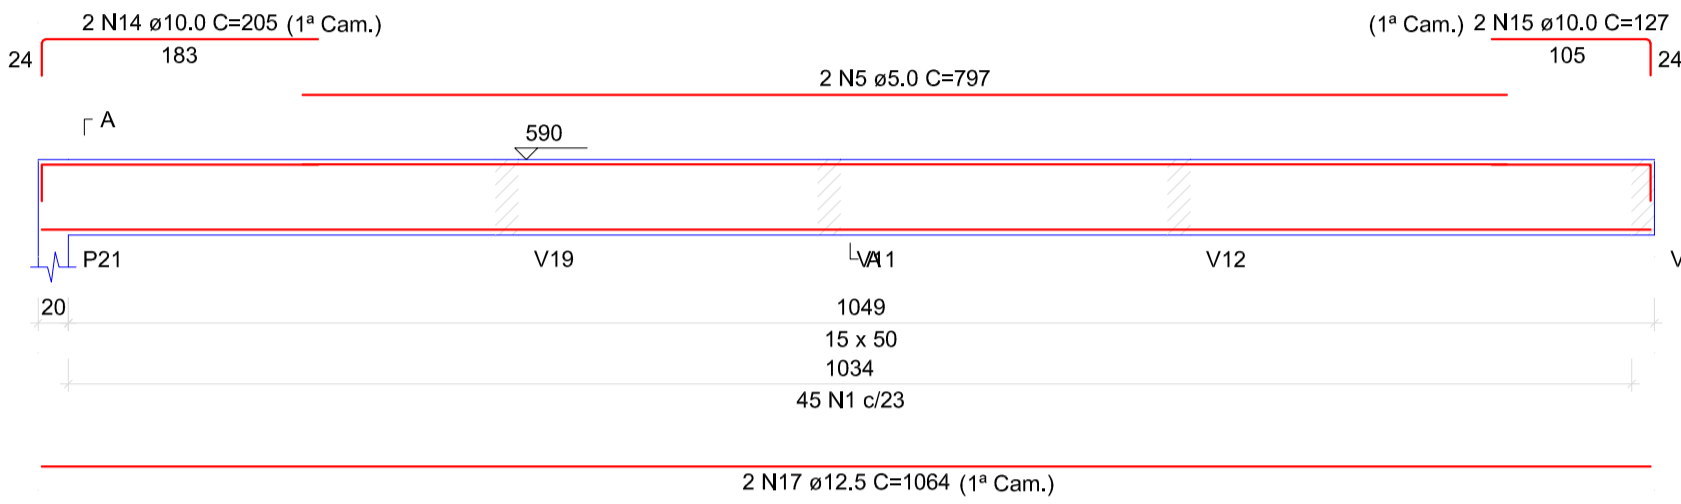 2 N14 ø10.0 C=205 (1ª Cam.)
(1ª Cam.) 2 N15 ø10.0 C=127
24
183
105
24
2 N5 ø5.0 C=797
A
590
P21
V19
A
V11
V12
V
20
1049
15 x 50
1034
45 N1 c/23
2 N17 ø12.5 C=1064 (1ª Cam.)